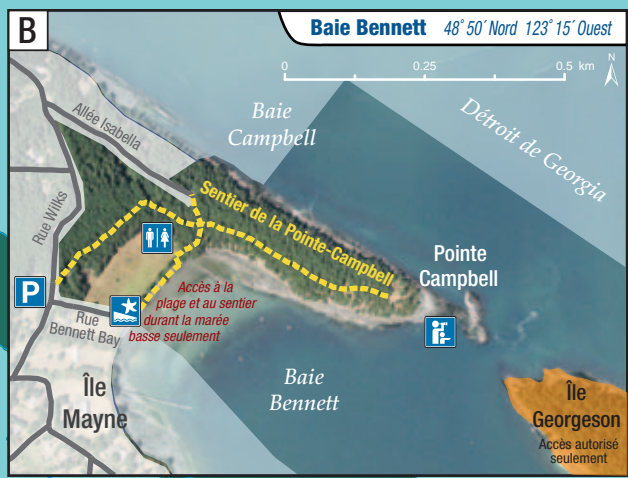 B
Baie Bennett 48° 50´ Nord 123° 15´ Ouest
N
0 0.25 0.5 km
Allée Isabella
Baie
Campbell
Détroit de Georgia
Rue Wilks
Sentier de la Pointe-Campbell
Pointe
Campbell
P
Accès à la
plage et au sentier
durant la marée
basse seulement
Rue
Bennett Bay
Île
Mayne
Baie
Bennett
Île
Georgeson
Accès autorisé
seulement